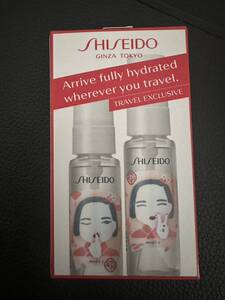 SHISEIDO
GINZA TOKYO
Arrive fully hydrated
wherever you travel.
TRAVEL EXCLUSIVE
SHISEIDO
SHISEIDO